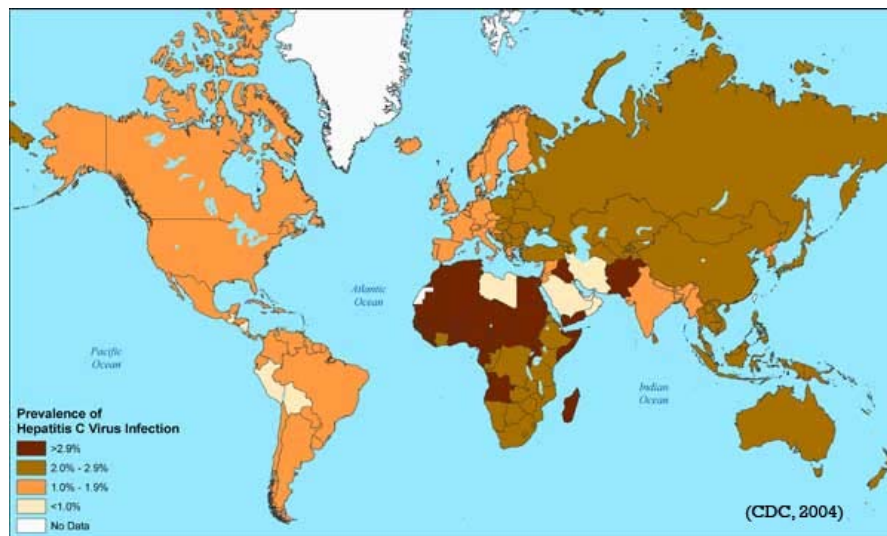 Atlantic
Ocean
Pacific
Ocean
Indian
Ocean
Prevalence of
Hepatitis C Virus Infection
>2.9%
2.0% - 2.9%
1.0% - 1.9%
<1.0%
No Data
(CDC, 2004)